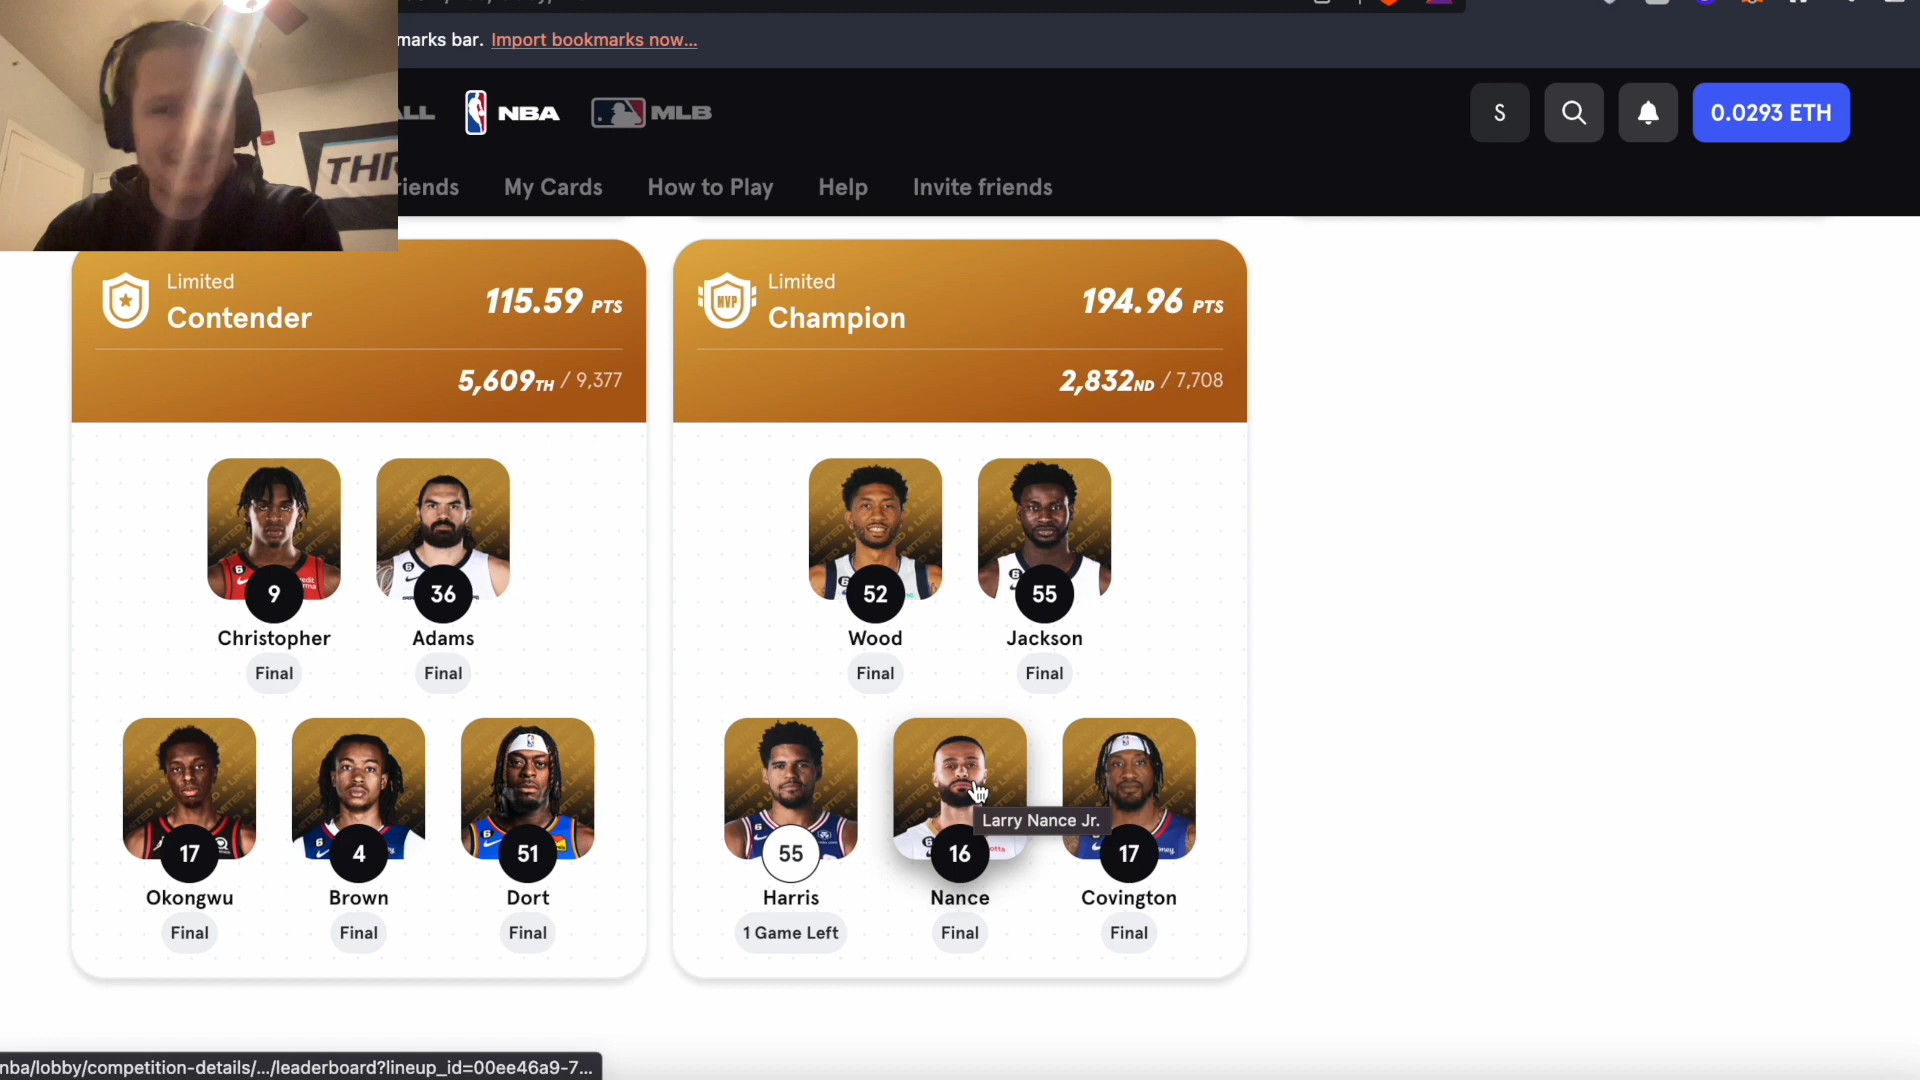 marks bar. Import bookmarks now...
ALL NBA MLB
S 0.0293 ETH
riends My Cards How to Play Help Invite friends
THR
Limited
Contender
115.59 PTS
5,609TH / 9,377
Christopher
9
Final
Adams
36
Final
Okongwu
17
Final
Brown
4
Final
Dort
51
Final
MVP
Limited
Champion
194.96 PTS
2,832ND / 7,708
Wood
52
Final
Jackson
55
Final
Harris
55
1 Game Left
Larry Nance Jr.
Nance
16
Final
Covington
17
Final
nba/lobby/competition-details/.../leaderboard?lineup_id=00ee46a9-7...